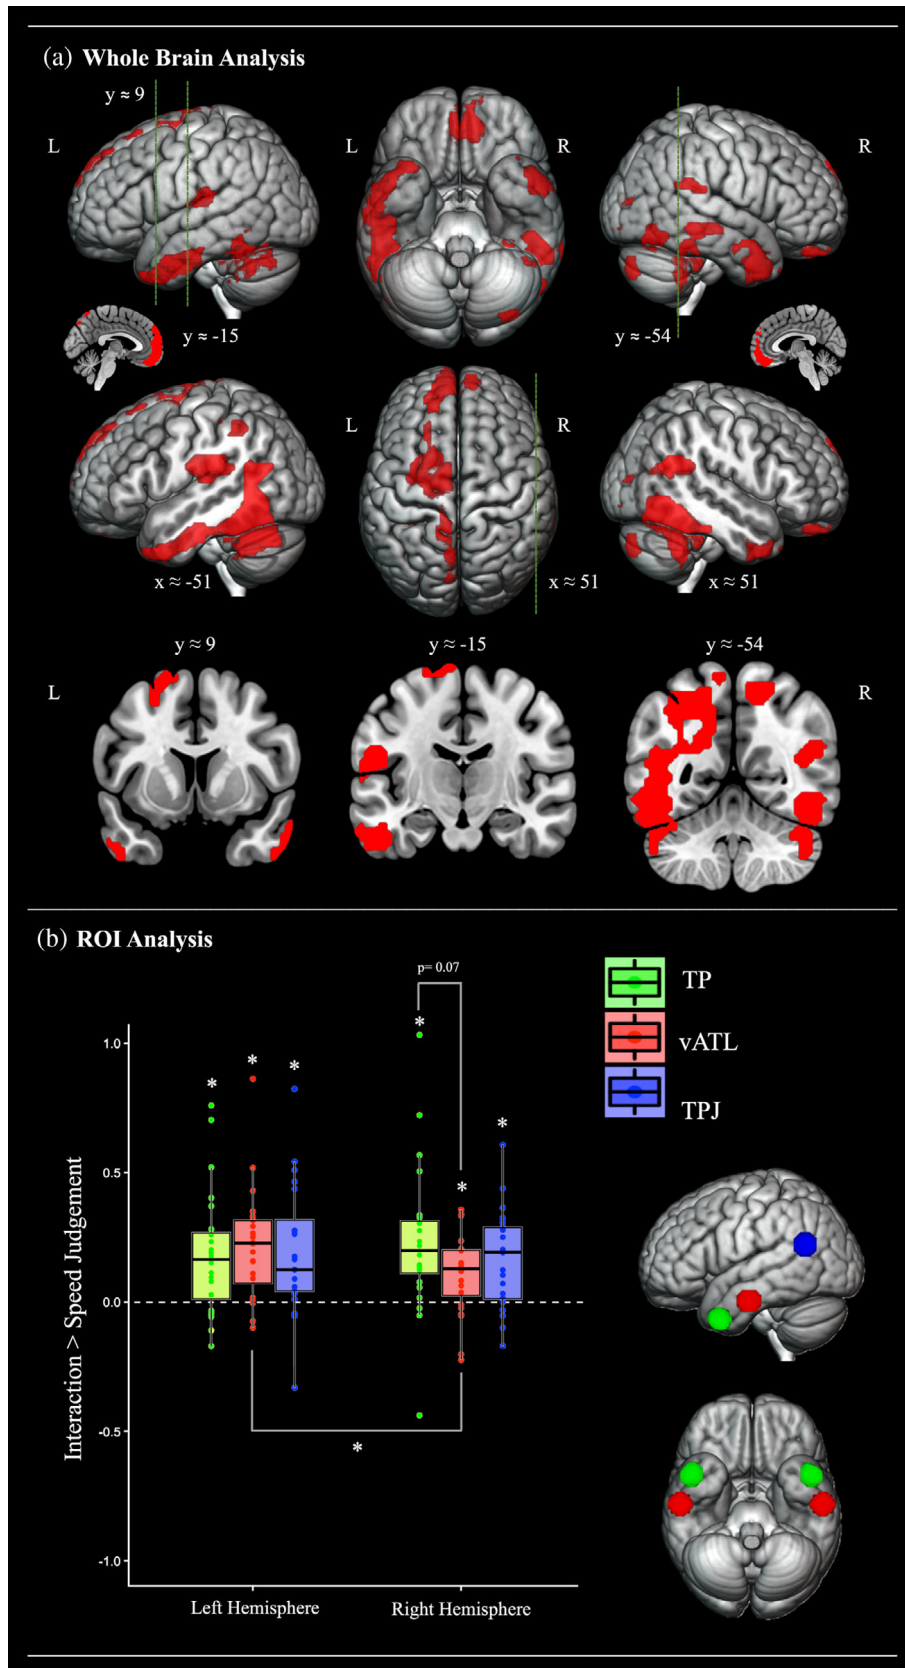 (a) Whole Brain Analysis
y ≈ 9
L
L
R
R
y ≈ -15
y ≈ -54
L
R
x ≈ -51
x ≈ 51
x ≈ 51
y ≈ 9
y ≈ -15
y ≈ -54
L
R
(b) ROI Analysis
p= 0.07
TP
vATL
TPJ
*
*
*
*
*
*
*
1.0
0.5
0.0
-0.5
-1.0
Interaction > Speed Judgement
Left Hemisphere
Right Hemisphere